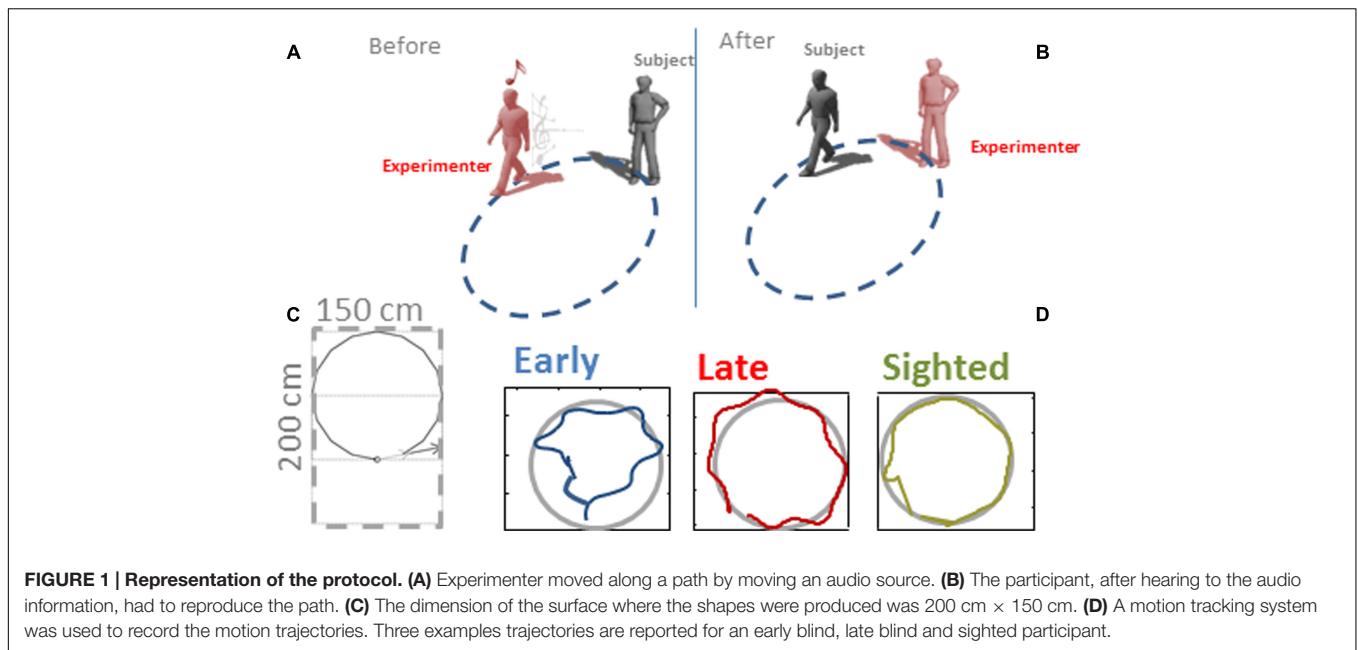 A
Before
Subject
Experimenter
After
Subject
B
Experimenter
C
150 cm
200 cm
D
Early
Late
Sighted
FIGURE 1 | Representation of the protocol. (A) Experimenter moved along a path by moving an audio source. (B) The participant, after hearing to the audio
information, had to reproduce the path. (C) The dimension of the surface where the shapes were produced was 200 cm × 150 cm. (D) A motion tracking system
was used to record the motion trajectories. Three examples trajectories are reported for an early blind, late blind and sighted participant.